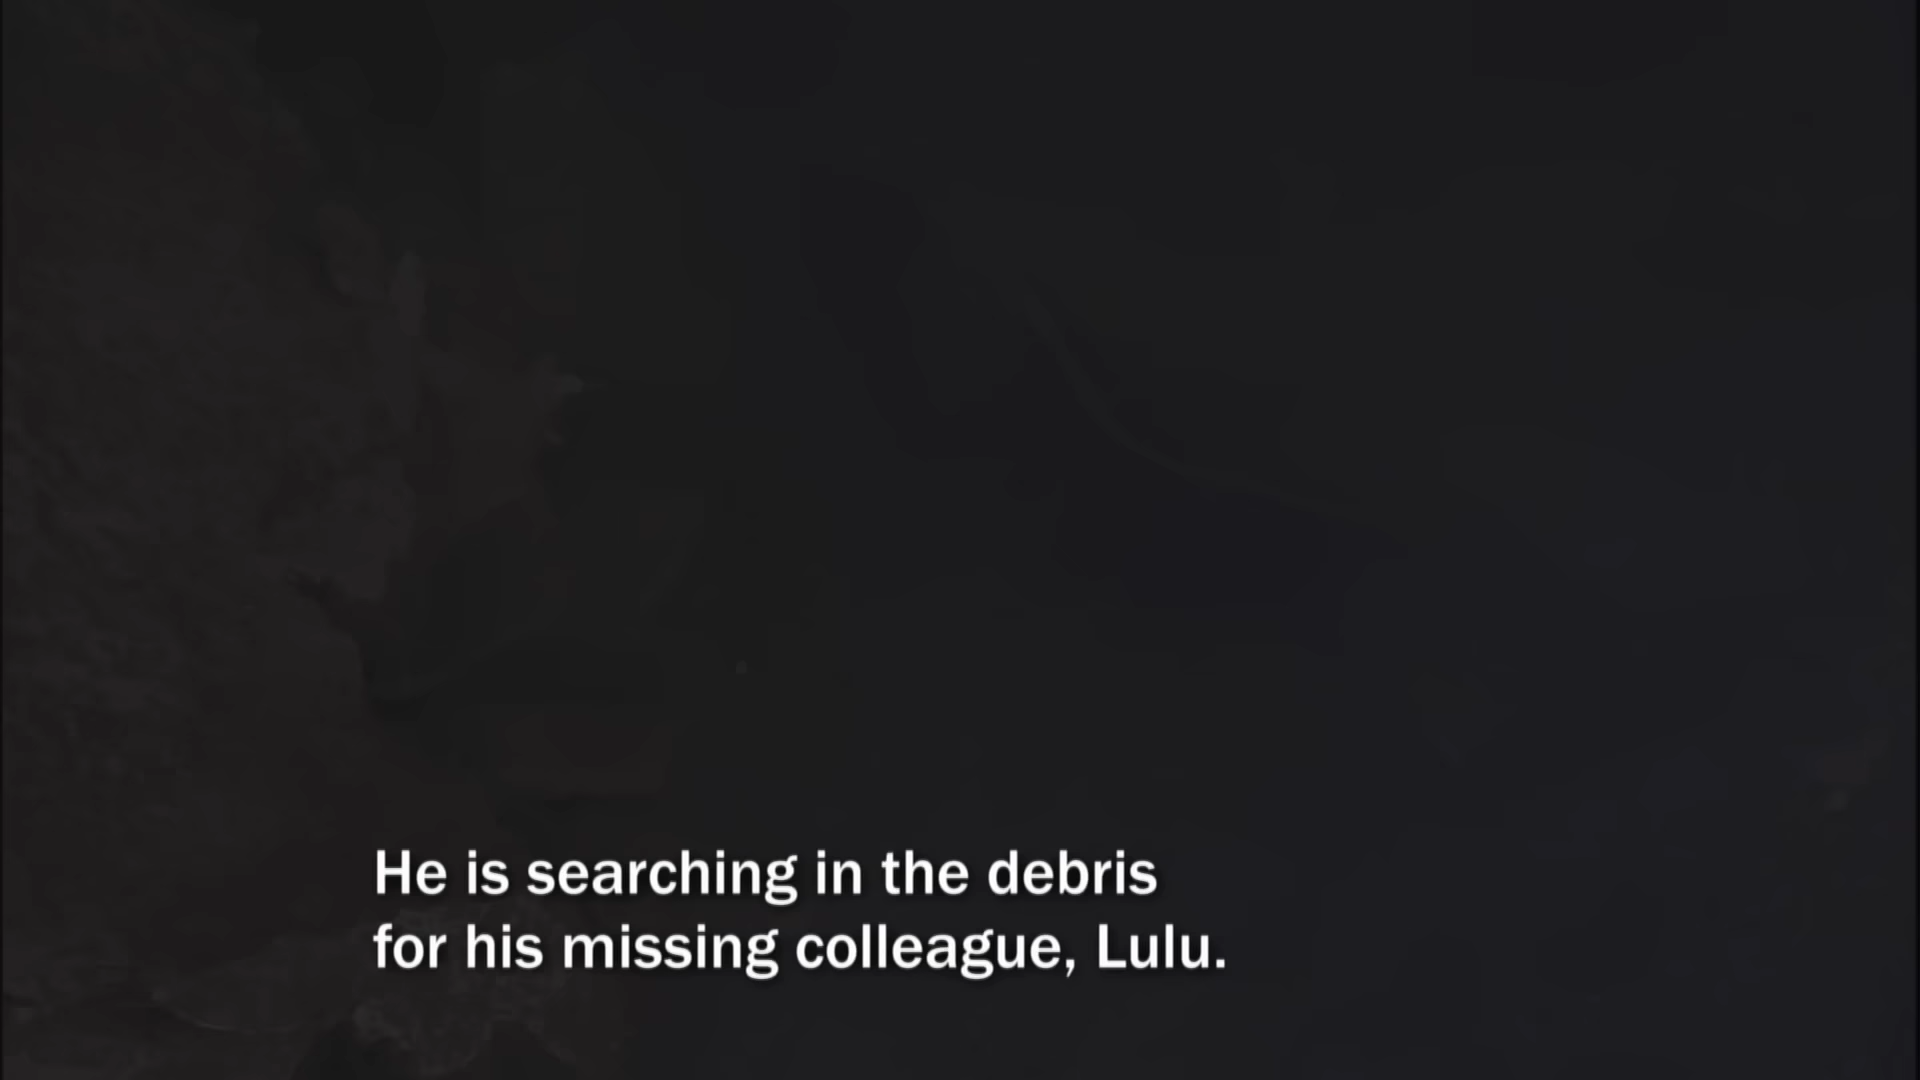 He is searching in the debris
for his missing colleague, Lulu.